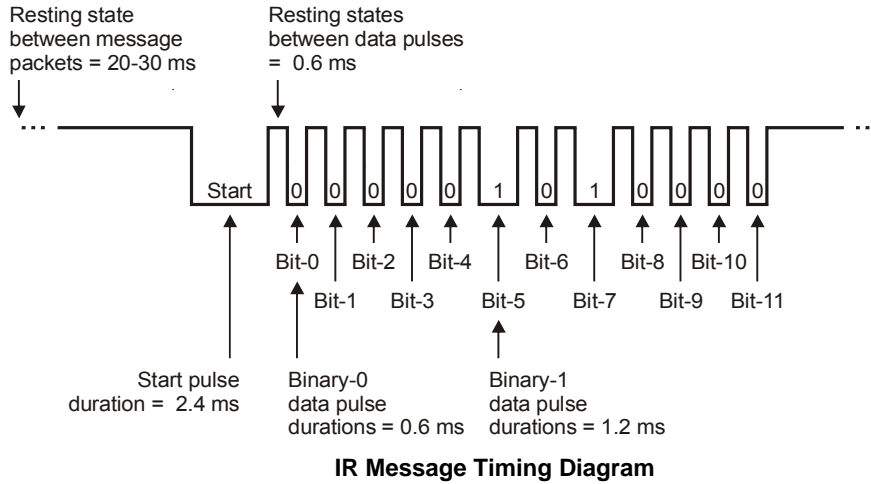 Resting state
between message
packets = 20-30 ms
Resting states
between data pulses
= 0.6 ms
Start 0 0 0 0 0 1 0 1 0 0 0 0
Bit-0 Bit-2 Bit-4 Bit-6 Bit-8 Bit-10
Bit-1 Bit-3 Bit-5 Bit-7 Bit-9 Bit-11
Start pulse
duration = 2.4 ms
Binary-0
data pulse
durations = 0.6 ms
Binary-1
data pulse
durations = 1.2 ms
IR Message Timing Diagram